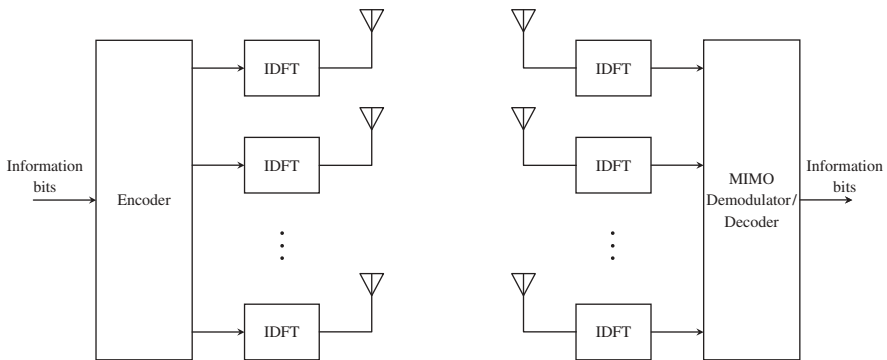 IDFT
IDFT
IDFT
IDFT
Information
bits
Encoder
MIMO
Demodulator/
Decoder
Information
bits
IDFT
IDFT